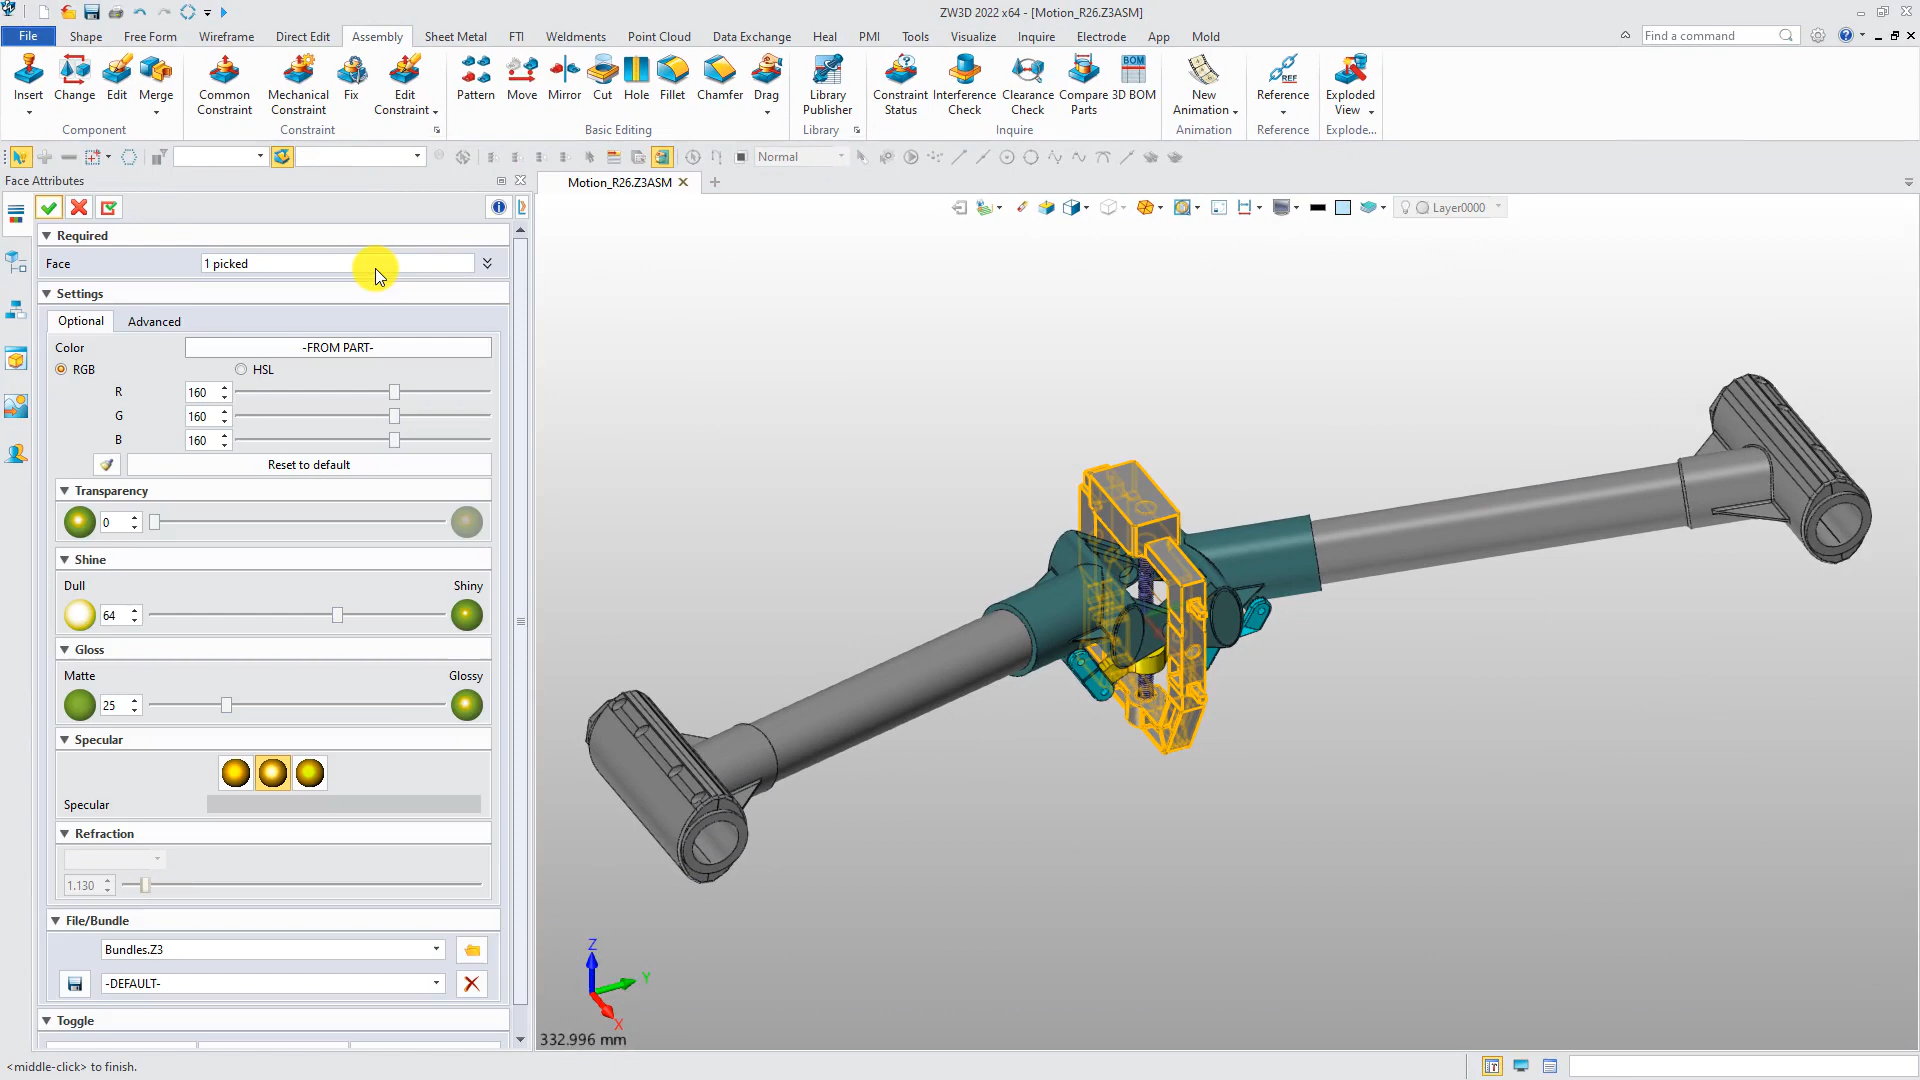 ZW3D 2022 x64 - [Motion_R26.Z3ASM]
File Shape Free Form Wireframe Direct Edit Assembly Sheet Metal FTI Weldments Point Cloud Data Exchange Heal PMI Tools Visualize Inquire Electrode App Mold Find a command
Insert Change Edit Merge Common Constraint Mechanical Constraint Fix Edit Constraint Pattern Move Mirror Cut Hole Fillet Chamfer Drag Library Publisher Constraint Status Interference Check Clearance Check Compare Parts 3D BOM New Animation Reference Exploded View
Component Constraint Basic Editing Library Inquire Animation Reference Explode...
Normal
Face Attributes
Motion_R26.Z3ASM
Layer0000
Required
Face 1 picked
Settings
Optional Advanced
Color -FROM PART-
RGB HSL
R 160
G 160
B 160
Reset to default
Transparency
0
Shine
Dull Shiny
64
Gloss
Matte Glossy
25
Specular
Specular
Refraction
1.130
File/Bundle
Bundles.Z3
-DEFAULT-
Toggle
Z
Y
X
332.996 mm
<middle-click> to finish.